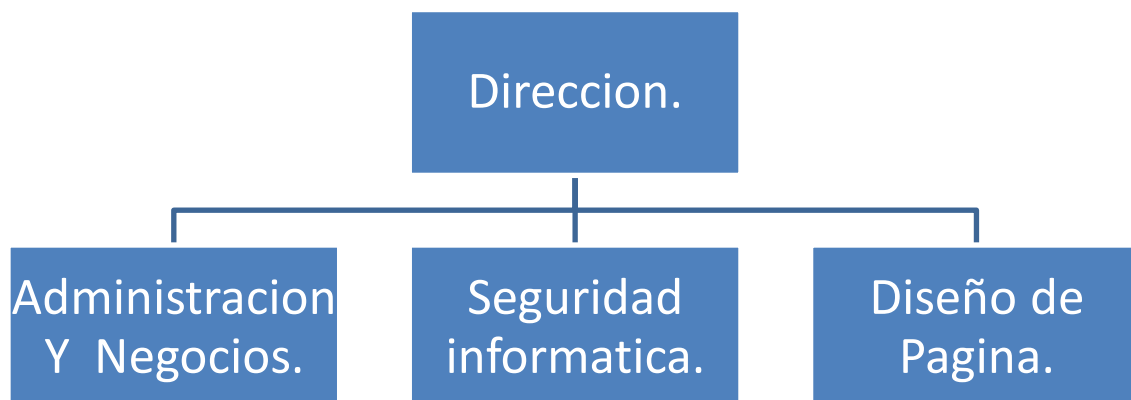 Direccion.
Administracion
Y  Negocios.
Seguridad
informatica.
Diseño de
Pagina.